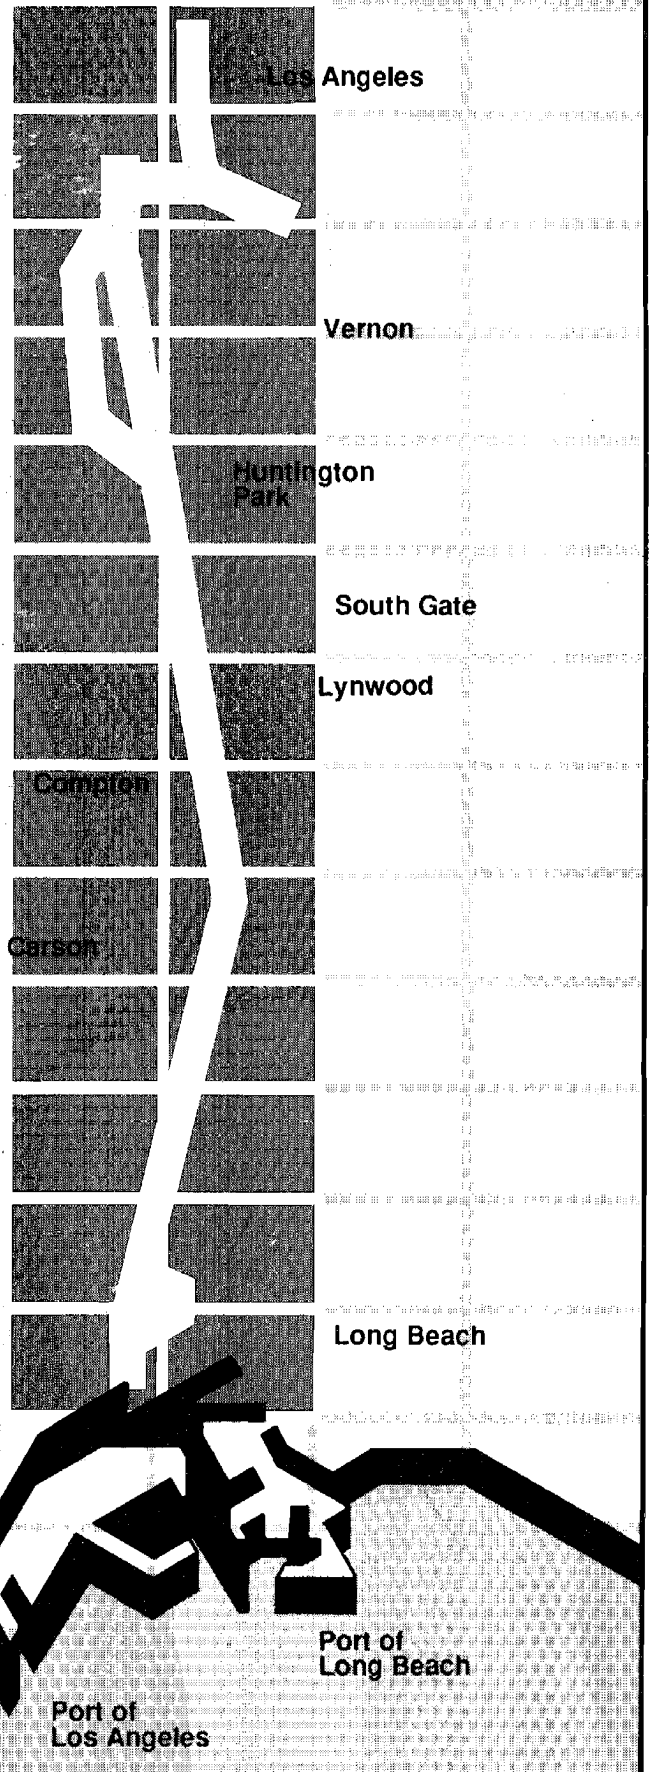 Los Angeles
Vernon
Huntington
Park
South Gate
Lynwood
Compton
Carson
Long Beach
Port of
Long Beach
Port of
Los Angeles